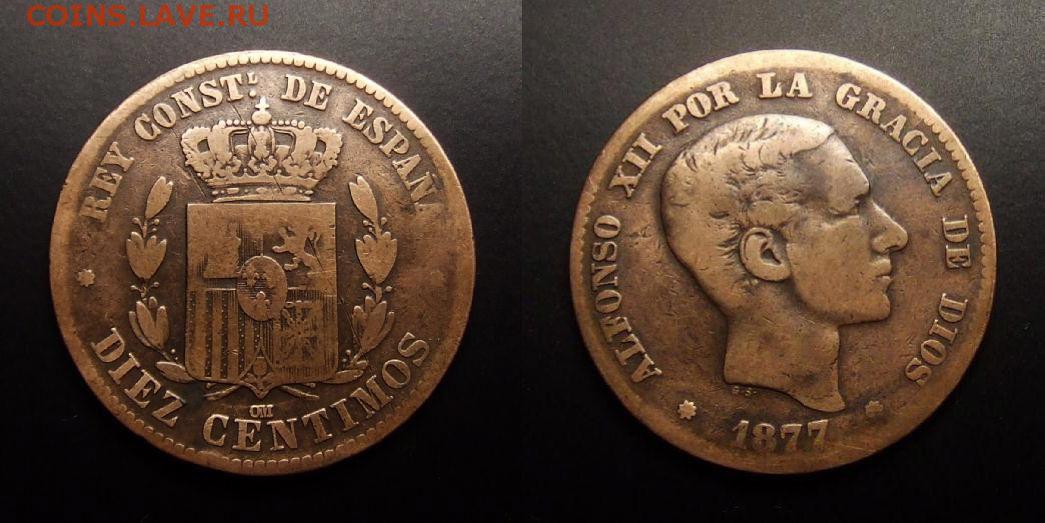 COINS.LAVE.RU
REY CONST.L DE ESPAÑA
OM
DIEZ CENTIMOS
ALFONSO XII POR LA GRACIA DE DIOS
1877